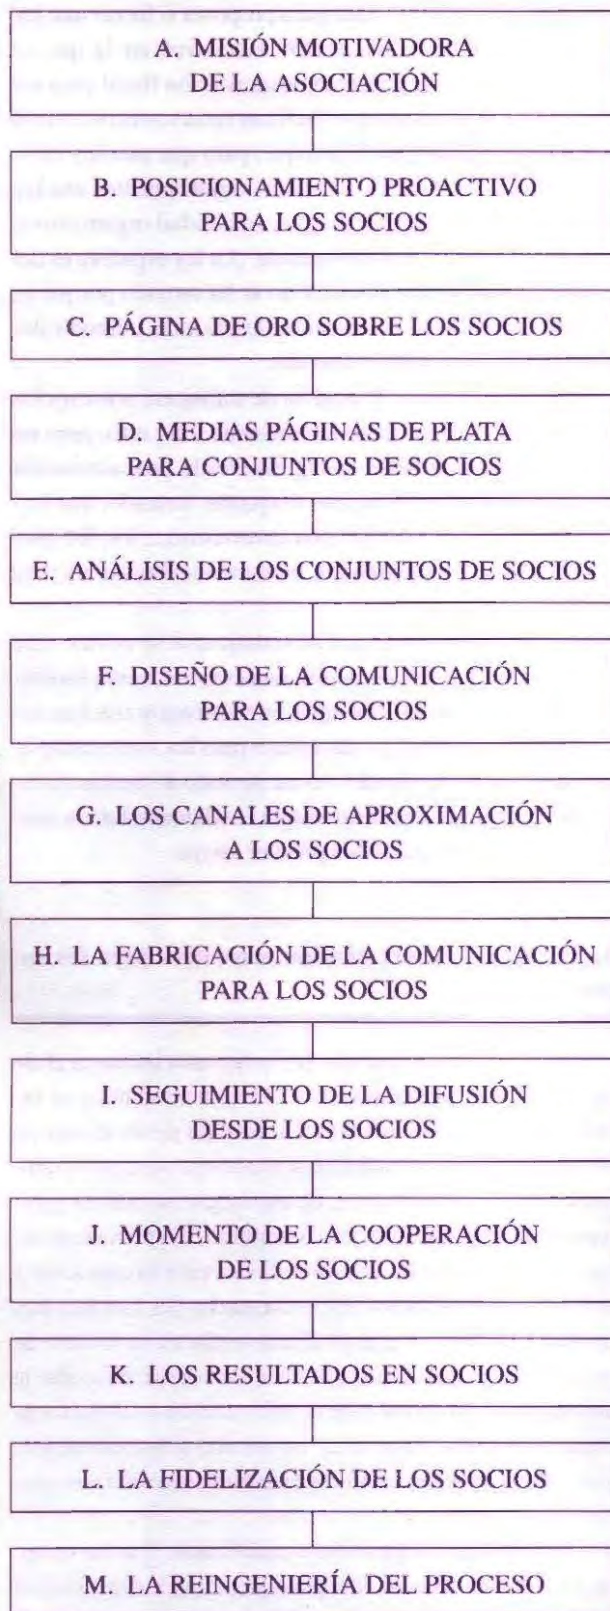 A. MISIÓN MOTIVADORA
DE LA ASOCIACIÓN
B. POSICIONAMIENTO PROACTIVO
PARA LOS SOCIOS
C. PÁGINA DE ORO SOBRE LOS SOCIOS
D. MEDIAS PÁGINAS DE PLATA
PARA CONJUNTOS DE SOCIOS
E. ANÁLISIS DE LOS CONJUNTOS DE SOCIOS
F. DISEÑO DE LA COMUNICACIÓN
PARA LOS SOCIOS
G. LOS CANALES DE APROXIMACIÓN
A LOS SOCIOS
H. LA FABRICACIÓN DE LA COMUNICACIÓN
PARA LOS SOCIOS
I. SEGUIMIENTO DE LA DIFUSIÓN
DESDE LOS SOCIOS
J. MOMENTO DE LA COOPERACIÓN
DE LOS SOCIOS
K. LOS RESULTADOS EN SOCIOS
L. LA FIDELIZACIÓN DE LOS SOCIOS
M. LA REINGENIERÍA DEL PROCESO